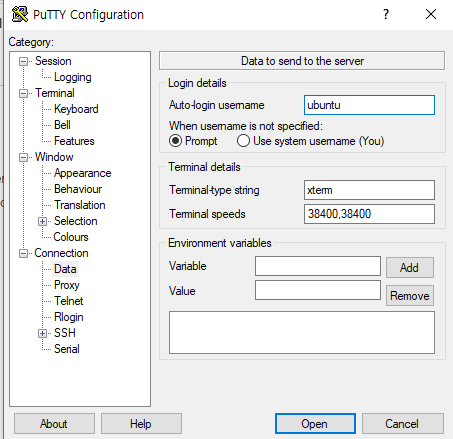 PuTTY Configuration
?
Category:
Session
Logging
Terminal
Keyboard
Bell
Features
Window
Appearance
Behaviour
Translation
Selection
Colours
Connection
Data
Proxy
Telnet
Rlogin
SSH
Serial
Data to send to the server
Login details
Auto-login username ubuntu
When username is not specified:
Prompt Use system username (You)
Terminal details
Terminal-type string xterm
Terminal speeds 38400,38400
Environment variables
Variable Add
Value Remove
About Help Open Cancel